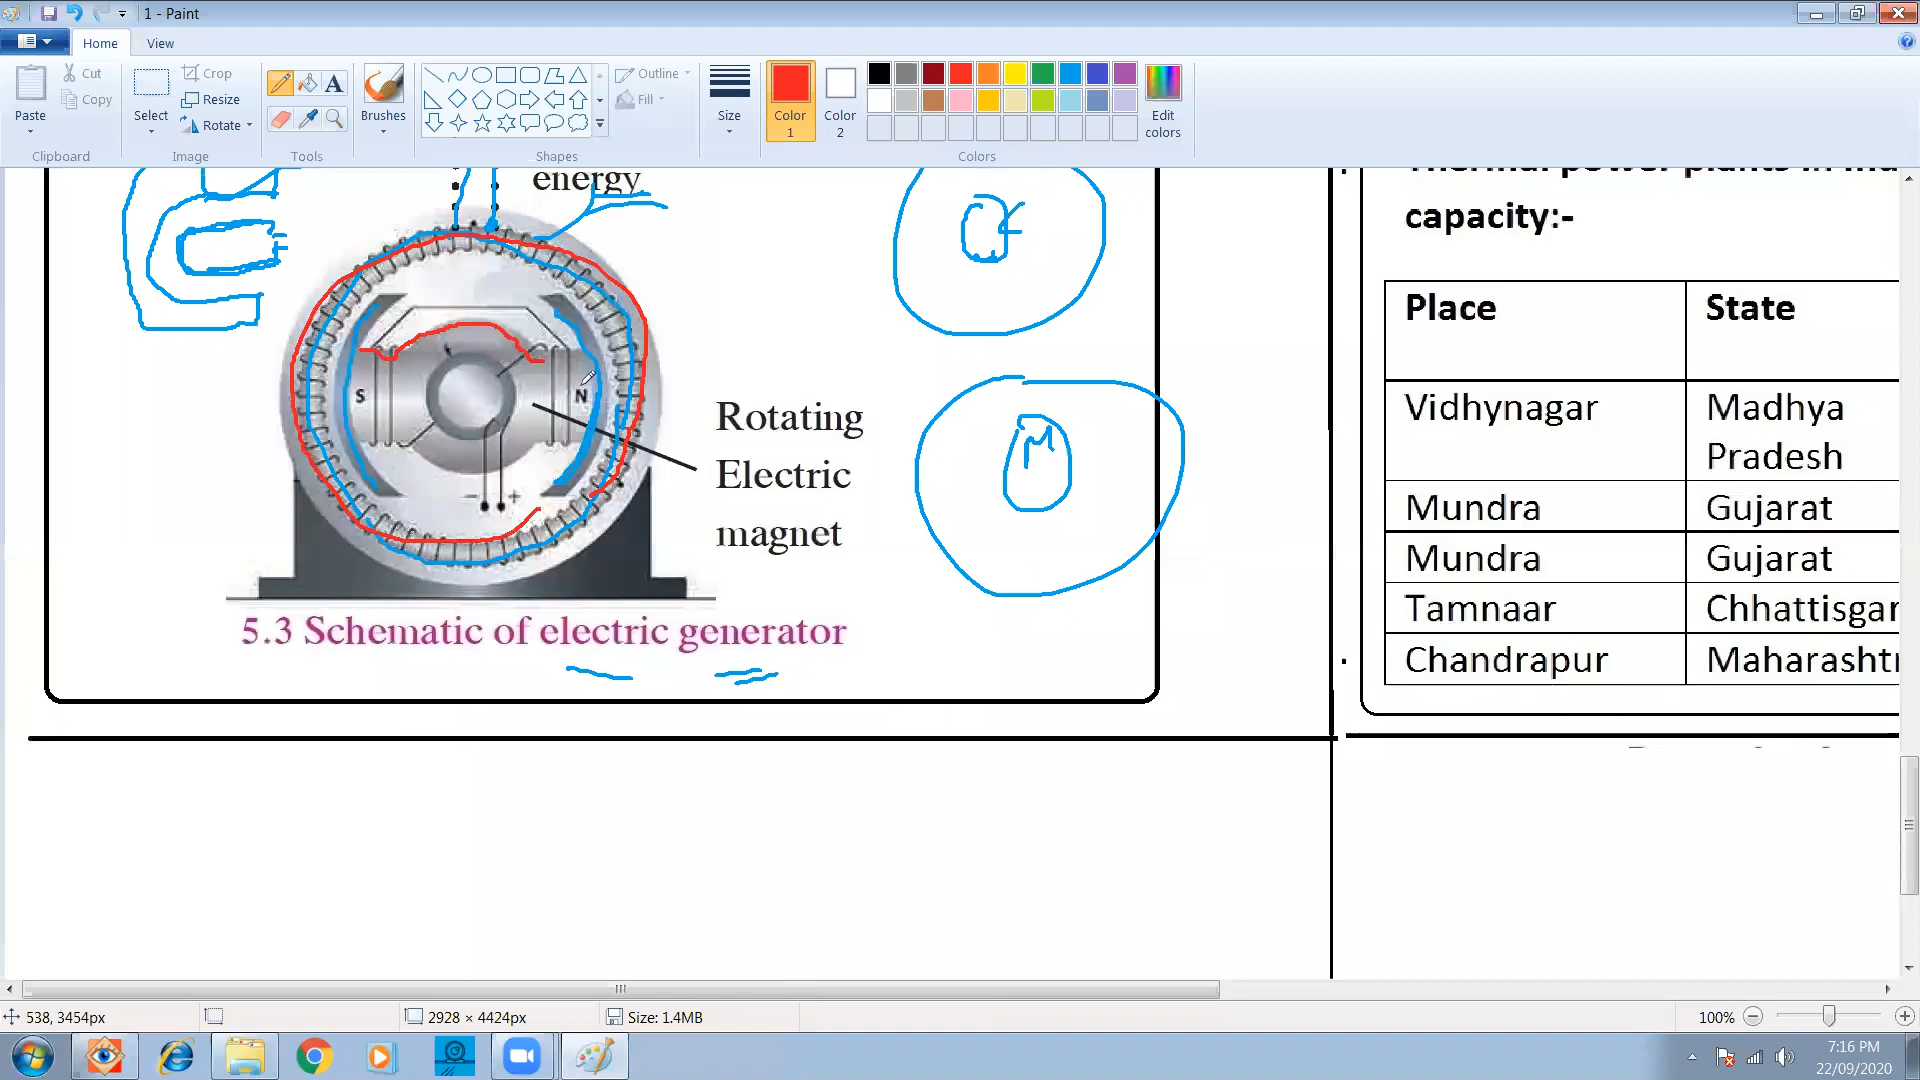 1 - Paint
Home
View
Paste
Cut
Copy
Clipboard
Select
Crop
Resize
Rotate
Image
Tools
Brushes
Shapes
Outline
Fill
Size
Color 1
Color 2
Edit colors
Colors
energy
S
N
- +
Rotating
Electric
magnet
5.3 Schematic of electric generator
M
capacity:-
Place State
Vidhynagar Madhya
Pradesh
Mundra Gujarat
Mundra Gujarat
Tamnaar Chhattisgar
Chandrapur Maharasht
538, 3454px
2928 × 4424px
Size: 1.4MB
100%
7:16 PM
22/09/2020